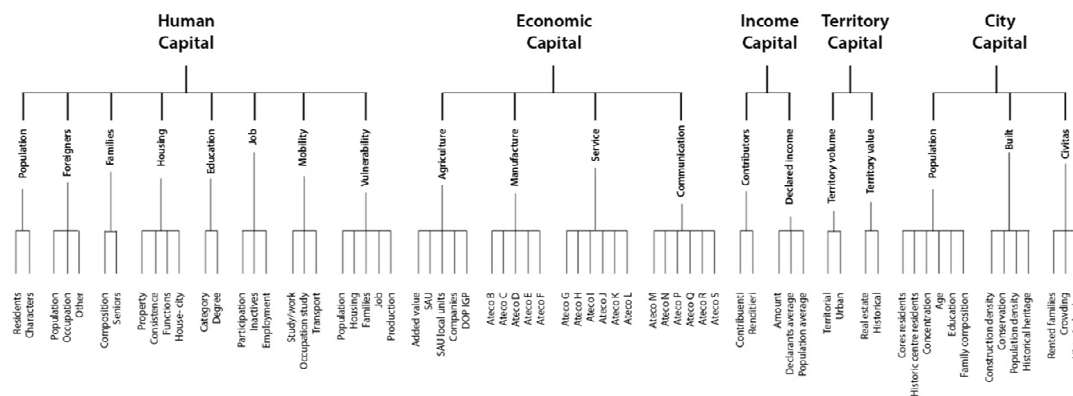 Human
Capital
Economic
Capital
Income
Capital
Territory
Capital
City
Capital
Population
Foreigners
Families
Housing
Education
Job
Mobility
Vulnerability
Agriculture
Manufacture
Service
Communication
Contributors
Declared income
Territory volume
Territory value
Population
Built
Civitas
Residents
Characters
Population
Occupation
Other
Composition
Seniors
Property
Consistence
Functions
House-city
Category
Degree
Participation
Inactives
Employment
Study/work
Occupation study
Transport
Population
Housing
Families
Job
Production
Added value
SAU
SAU local units
Companies
DOP IGP
Ateco B
Ateco C
Ateco D
Ateco E
Ateco F
Ateco G
Ateco H
Ateco I
Ateco J
Ateco K
Ateco L
Ateco M
Ateco N
Ateco P
Ateco Q
Ateco R
Ateco S
Contribuenti
Renditieri
Amount
Declarants average
Population average
Territorial
Urban
Real estate
Historical
Cores residents
Historic centre residents
Concentration
Age
Education
Family composition
Construction density
Conservation
Population density
Historical heritage
Rented families
Crowding